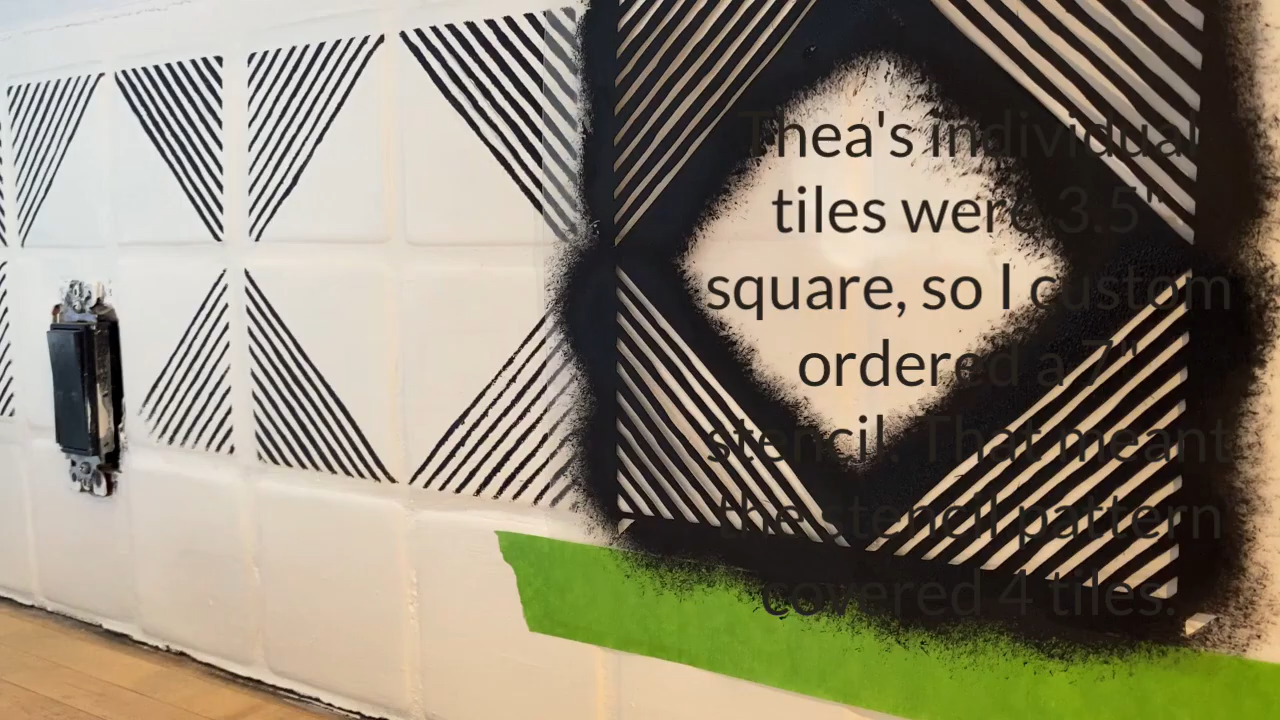 Thea's individual
tiles were 3.5"
square, so I custom
ordered a 7"
stencil. That meant
the stencil pattern
covered 4 tiles.